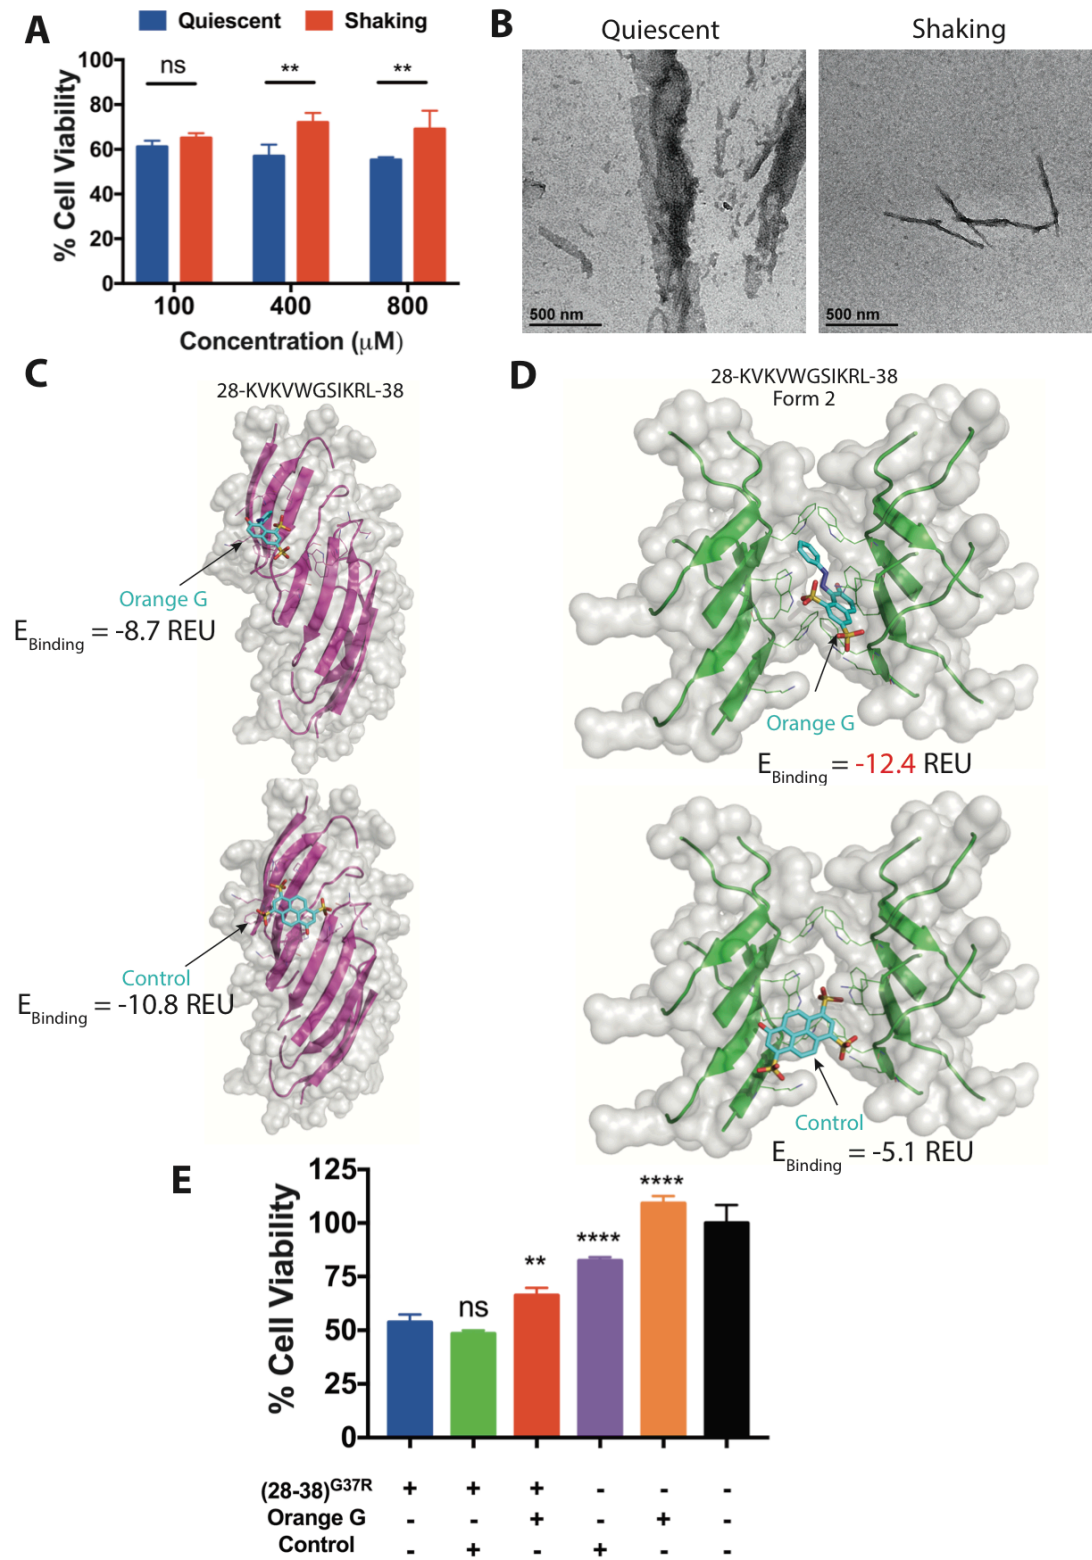 A
Quiescent Shaking
100
80
60
40
20
0
% Cell Viability
ns ** **
100 400 800
Concentration (μM)
B
Quiescent Shaking
500 nm 500 nm
C
28-KVKVWGSIKRL-38
Orange G
EBinding = -8.7 REU
Control
EBinding = -10.8 REU
D
28-KVKVWGSIKRL-38
Form 2
Orange G
EBinding = -12.4 REU
Control
EBinding = -5.1 REU
E
125
100
75
50
25
0
% Cell Viability
ns ** **** ****
(28-38)G37R + + + - - -
Orange G - - + - + -
Control - + - + - -